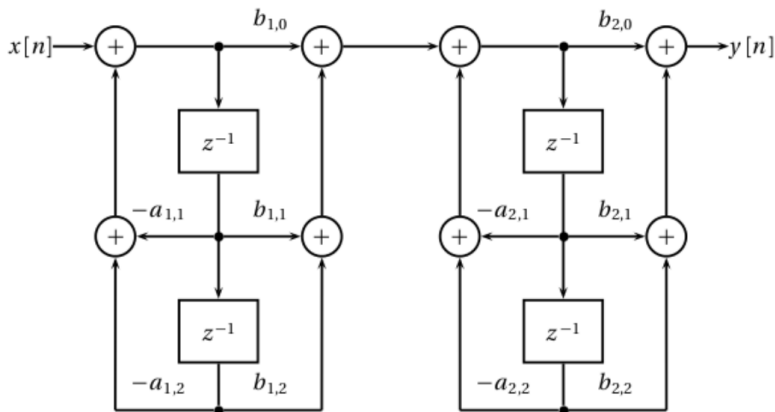 b₁,₀ b₂,₀
x[n] + + + + y[n]
z⁻¹ z⁻¹
−a₁,₁ b₁,₁ −a₂,₁ b₂,₁
+ + + +
z⁻¹ z⁻¹
−a₁,₂ b₁,₂ −a₂,₂ b₂,₂